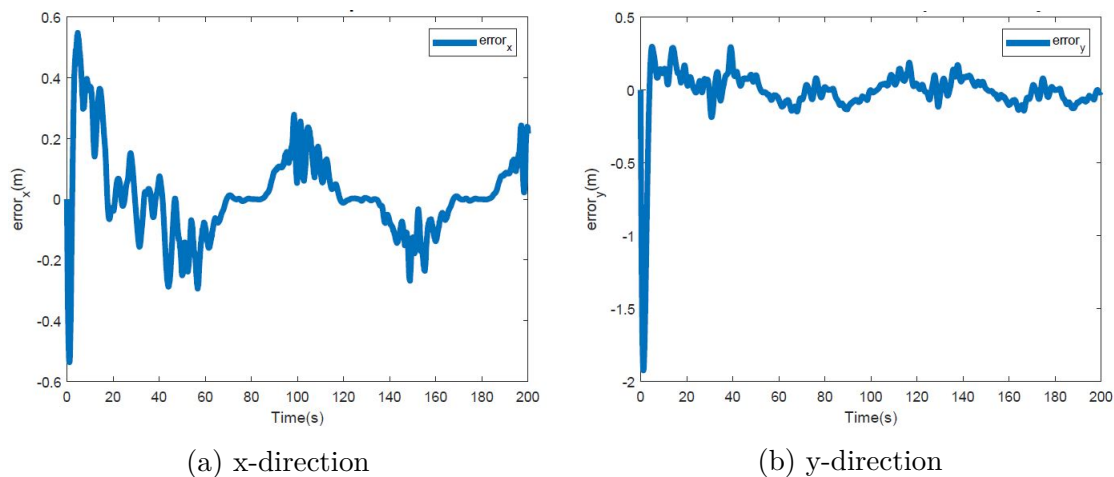 0.6
0.4
0.2
0
-0.2
-0.4
-0.6
error_x(m)
0 20 40 60 80 100 120 140 160 180 200
Time(s)
error_x
(a) x-direction
0.5
0
-0.5
-1
-1.5
-2
error_y(m)
0 20 40 60 80 100 120 140 160 180 200
Time(s)
error_y
(b) y-direction